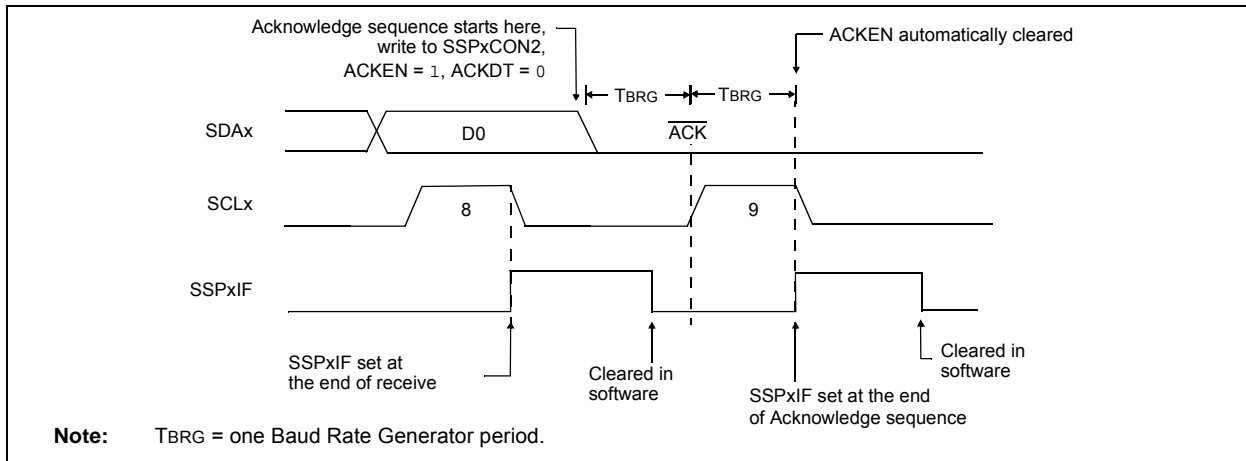 Acknowledge sequence starts here,
write to SSPxCON2,
ACKEN = 1, ACKDT = 0
ACKEN automatically cleared
TBRG
TBRG
SDAx
D0
ACK
SCLx
8
9
SSPxIF
SSPxIF set at
the end of receive
Cleared in
software
SSPxIF set at the end
of Acknowledge sequence
Cleared in
software
Note: TBRG = one Baud Rate Generator period.